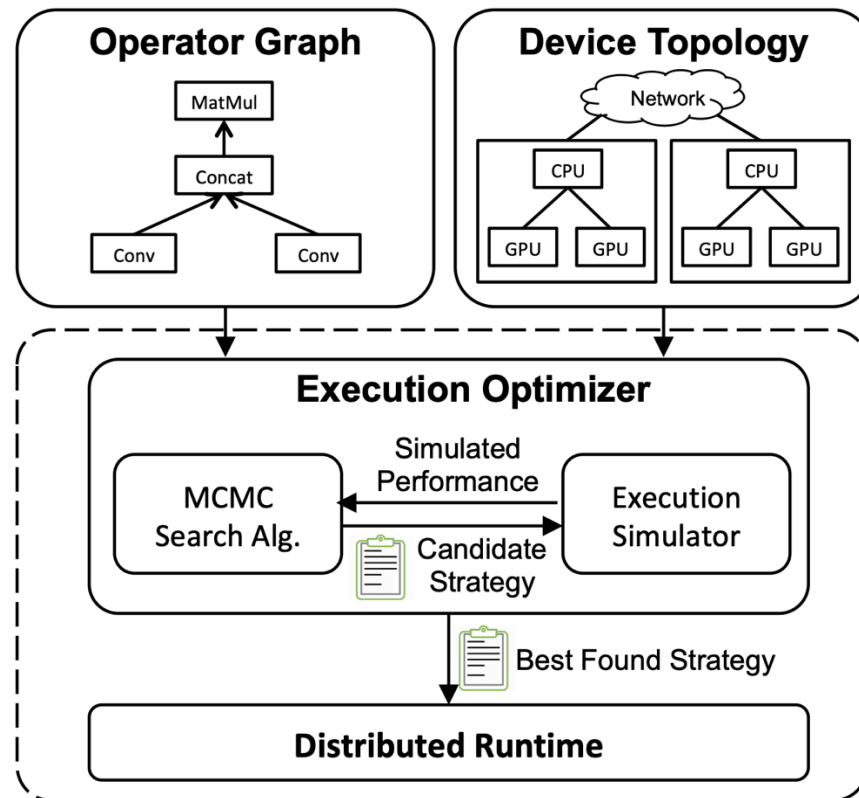 Operator Graph
MatMul
Concat
Conv
Conv
Device Topology
Network
CPU
GPU
GPU
CPU
GPU
GPU
Execution Optimizer
MCMC
Search Alg.
Simulated
Performance
Candidate
Strategy
Execution
Simulator
Best Found Strategy
Distributed Runtime